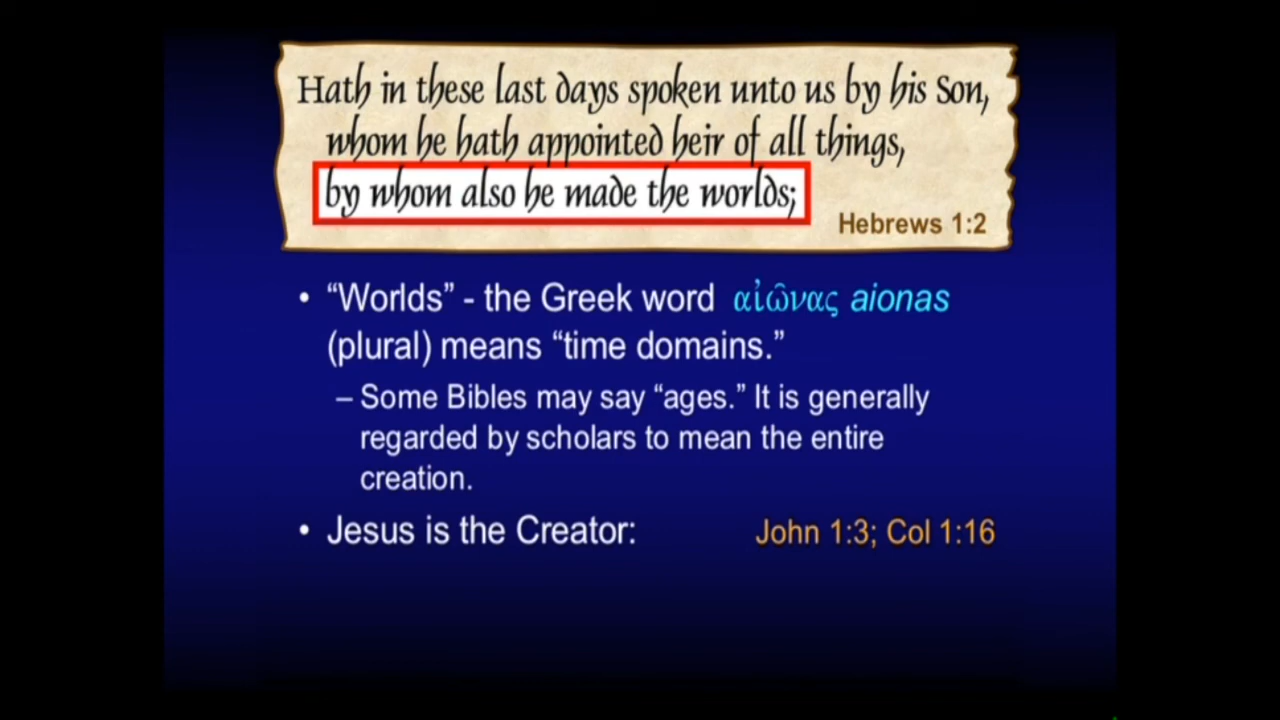 Hath in these last days spoken unto us by his Son,
whom he hath appointed heir of all things,
by whom also he made the worlds;
Hebrews 1:2
• “Worlds” - the Greek word αἰῶνας aionas
(plural) means “time domains.”
– Some Bibles may say “ages.” It is generally
regarded by scholars to mean the entire
creation.
• Jesus is the Creator: John 1:3; Col 1:16